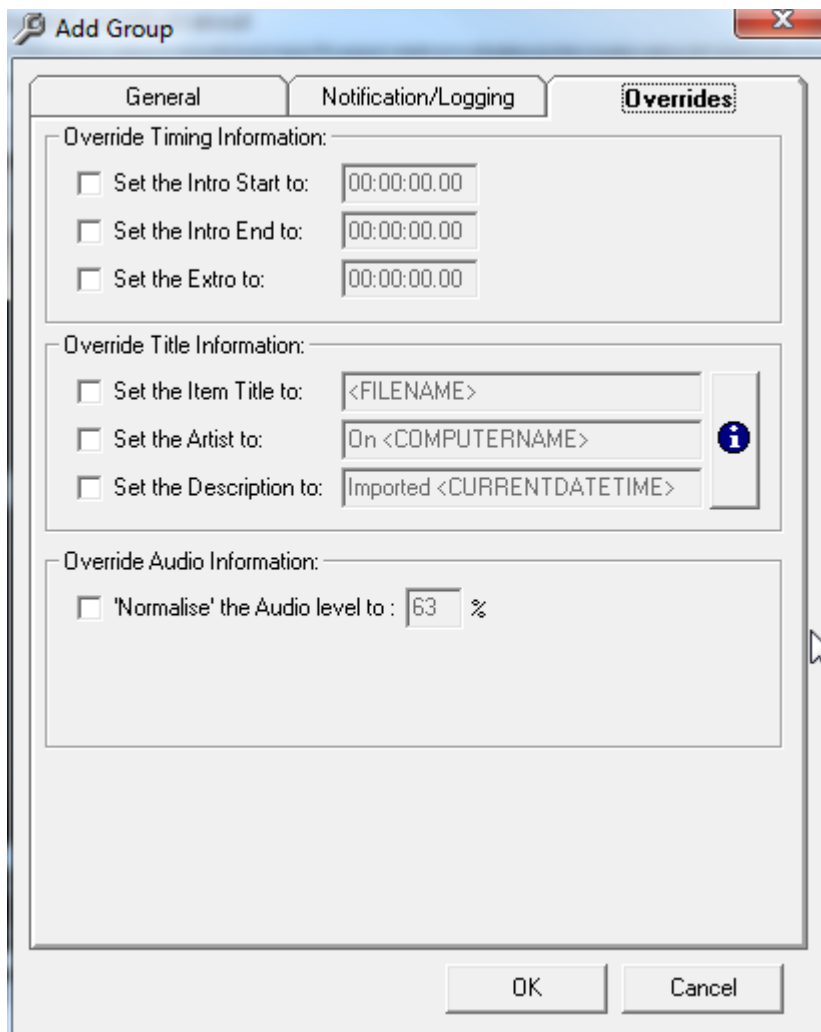 Add Group
General
Notification/Logging
Overrides
Override Timing Information:
Set the Intro Start to: 00:00:00.00
Set the Intro End to: 00:00:00.00
Set the Extro to: 00:00:00.00
Override Title Information:
Set the Item Title to: <FILENAME>
Set the Artist to: On <COMPUTERNAME>
Set the Description to: Imported <CURRENTDATETIME>
Override Audio Information:
'Normalise' the Audio level to : 63 %
OK
Cancel